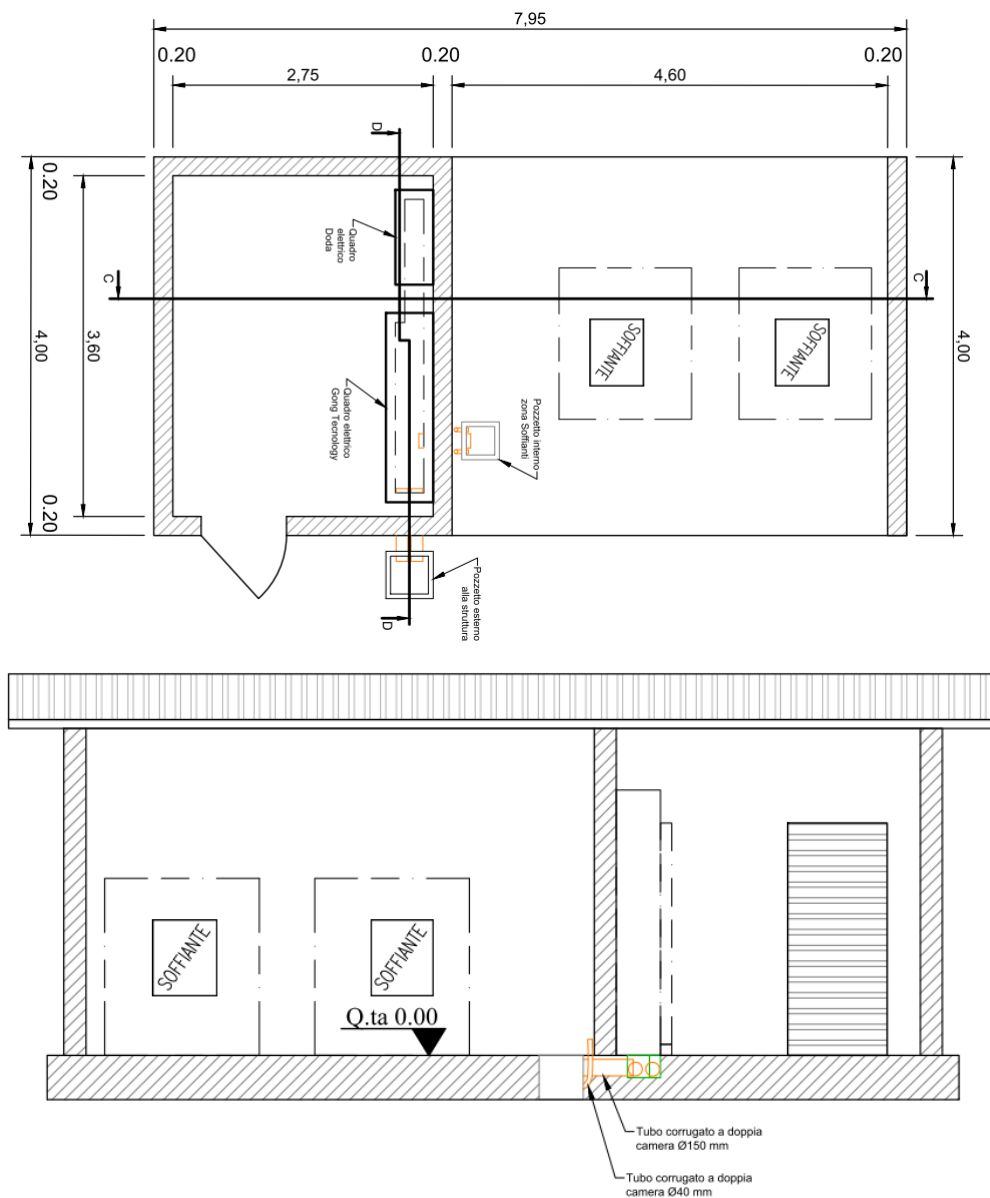 7,95
0.20
0.20
0.20
2,75
4,60
D
0.20
Quadro
elettrico
Doda
C
C
4,00
3,60
4,00
SOFFIANTE
SOFFIANTE
Quadro elettrico
Gong Tecnology
Pozzetto interno
zona Soffianti
0.20
Pozzetto esterno
alla struttura
D
SOFFIANTE
SOFFIANTE
Q.ta 0.00
Tubo corrugato a doppia
camera Ø150 mm
Tubo corrugato a doppia
camera Ø40 mm